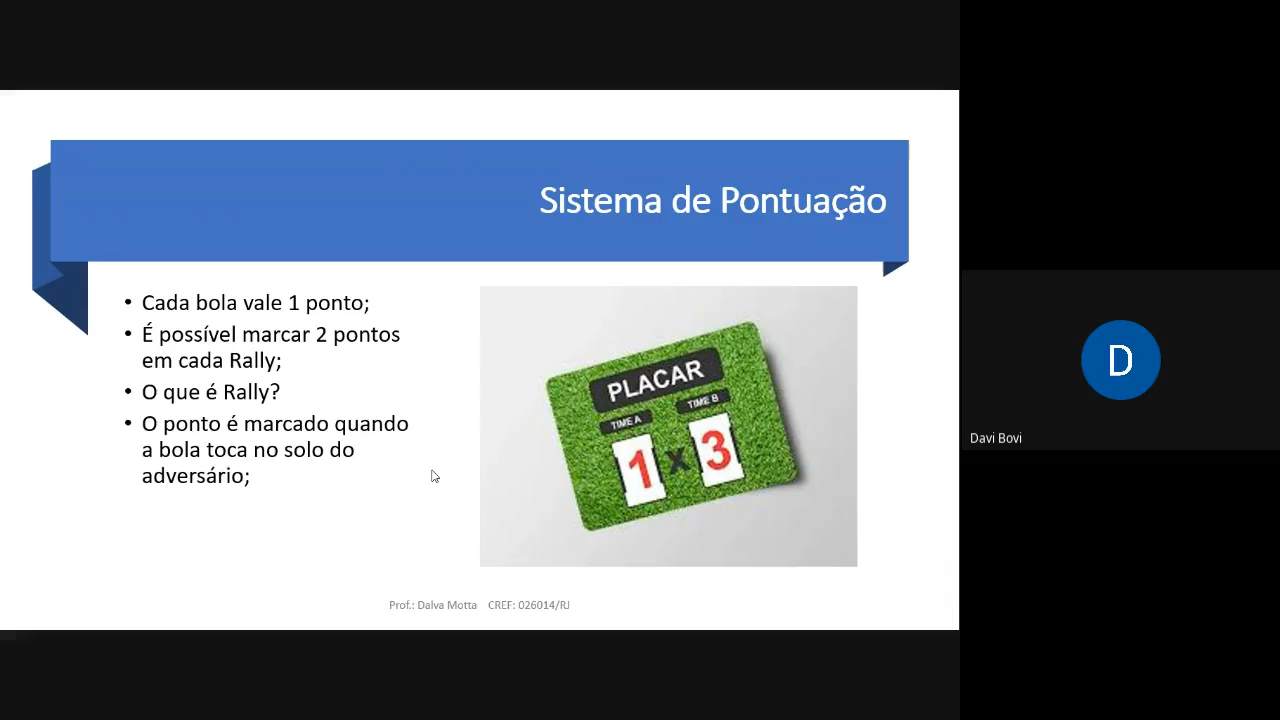 Sistema de Pontuação
• Cada bola vale 1 ponto;
• É possível marcar 2 pontos
em cada Rally;
• O que é Rally?
• O ponto é marcado quando
a bola toca no solo do
adversário;
PLACAR
TIME A TIME B
1 X 3
Prof.: Dalva Motta CREF: 026014/RJ
D
Davi Bovi